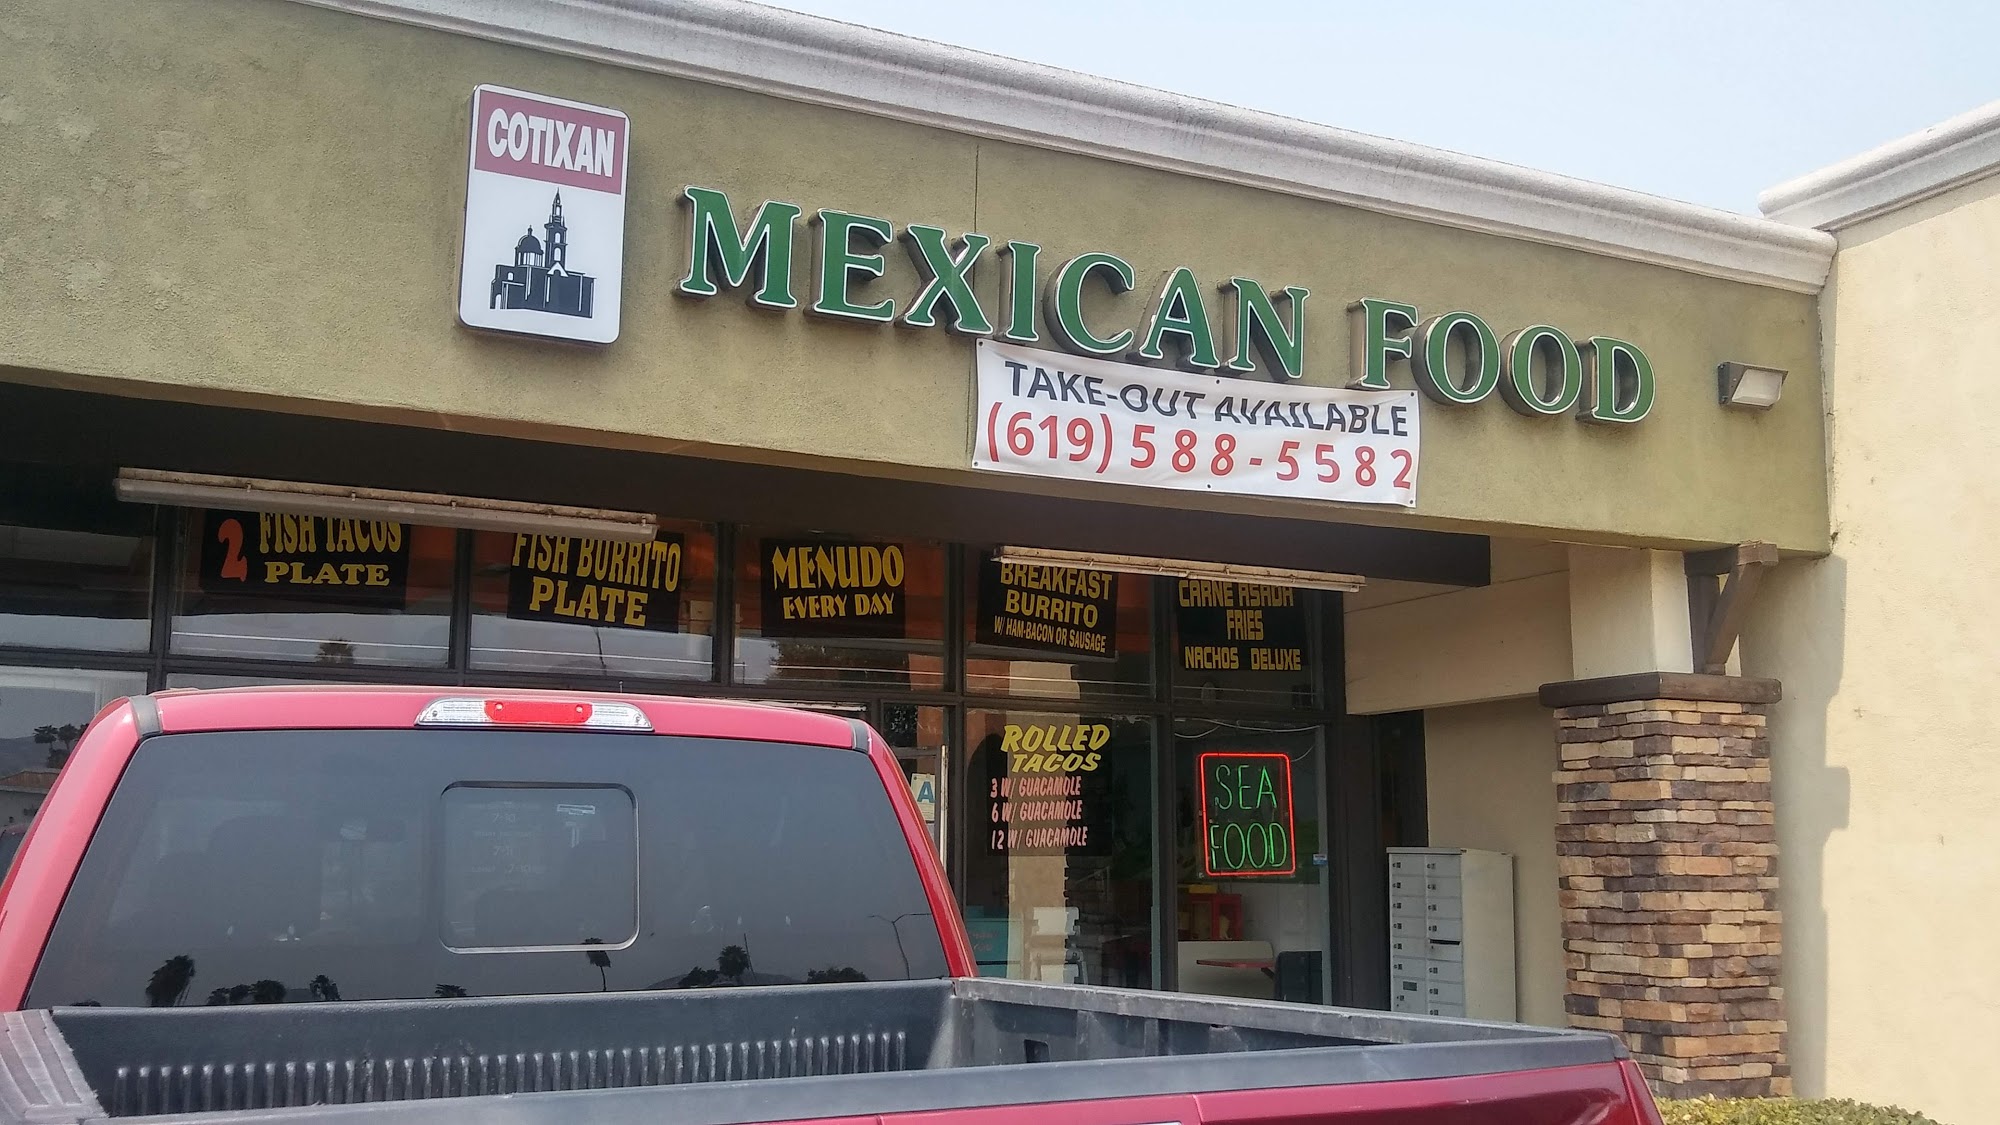 COTIXAN
MEXICAN FOOD
TAKE-OUT AVAILABLE
(619) 588-5582
2 FISH TACOS
PLATE
FISH BURRITO
PLATE
MENUDO
EVERY DAY
BREAKFAST
BURRITO
W/ HAM-BACON OR SAUSAGE
CARNE ASADA
FRIES
NACHOS DELUXE
ROLLED
TACOS
3 W/ GUACAMOLE
6 W/ GUACAMOLE
12 W/ GUACAMOLE
A
SEA
FOOD